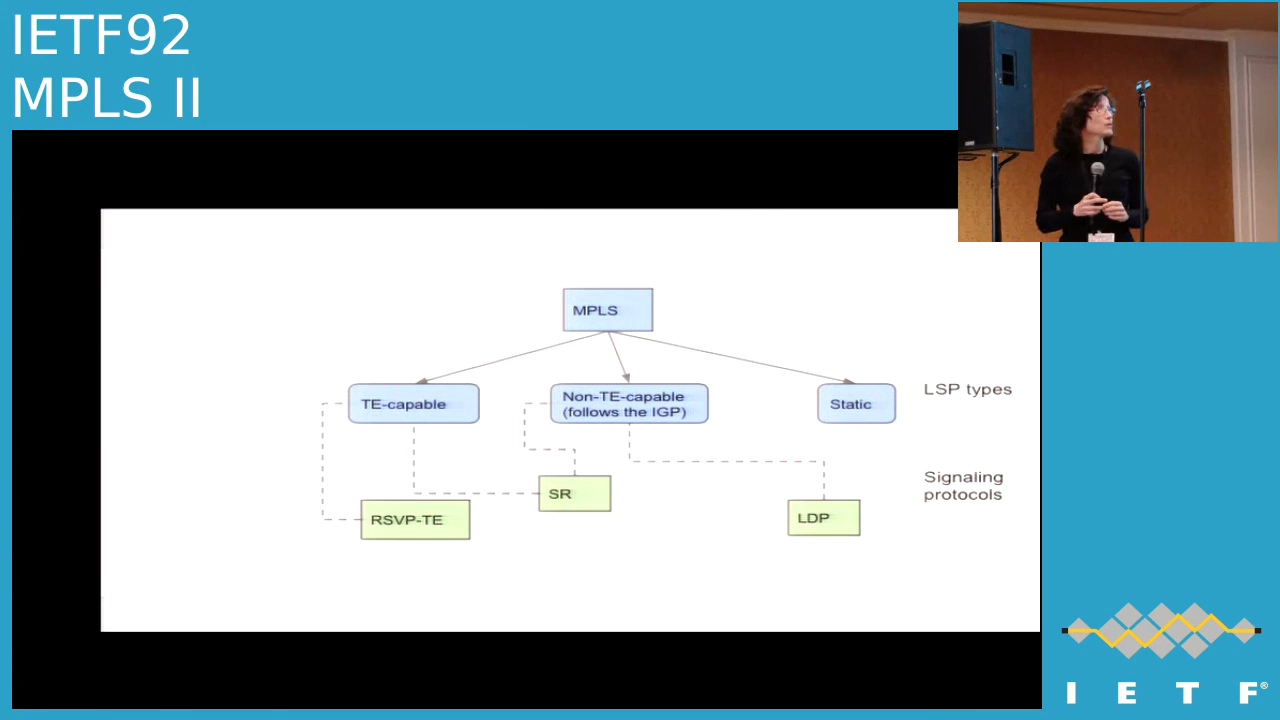 IETF92
MPLS II
MPLS
TE-capable
Non-TE-capable
(follows the IGP)
Static
LSP types
SR
RSVP-TE
LDP
Signaling
protocols
I E T F®